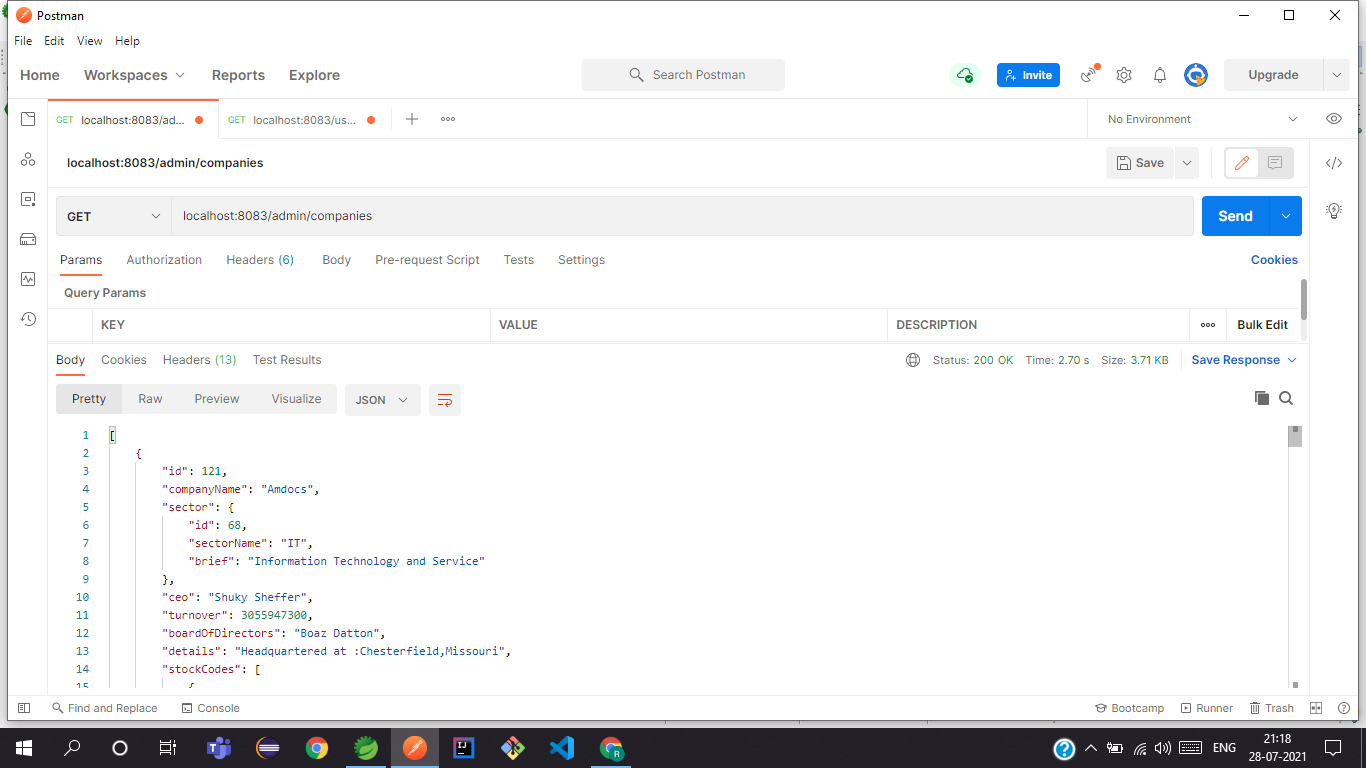 Postman
File Edit View Help
Home Workspaces Reports Explore Search Postman Invite Upgrade
GET localhost:8083/ad... GET localhost:8083/us... No Environment
localhost:8083/admin/companies Save
GET localhost:8083/admin/companies Send
Params Authorization Headers (6) Body Pre-request Script Tests Settings Cookies
Query Params
KEY VALUE DESCRIPTION Bulk Edit
Body Cookies Headers (13) Test Results Status: 200 OK Time: 2.70 s Size: 3.71 KB Save Response
Pretty Raw Preview Visualize JSON
1 [
2 {
3 "id": 121,
4 "companyName": "Amdocs",
5 "sector": {
6 "id": 68,
7 "sectorName": "IT",
8 "brief": "Information Technology and Service"
9 },
10 "ceo": "Shuky Sheffer",
11 "turnover": 3055947300,
12 "boardOfDirectors": "Boaz Datton",
13 "details": "Headquartered at :Chesterfield,Missouri",
14 "stockCodes": [
15 {
Find and Replace Console Bootcamp Runner Trash
ENG 21:18
28-07-2021